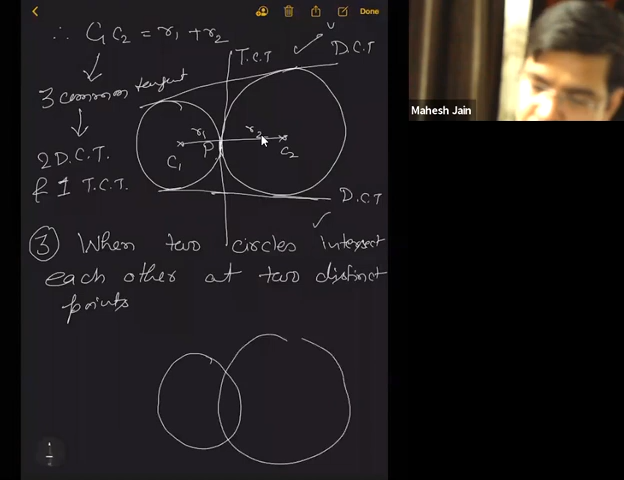 Done
∴ C₁C₂ = r₁ + r₂
T.C.T
D.C.T
3 common tangent
r₁
r₂
C₁
P
C₂
2 D.C.T.
& 1 T.C.T.
D.C.T
③ When two circles intersect
each other at two distinct
points
Mahesh Jain